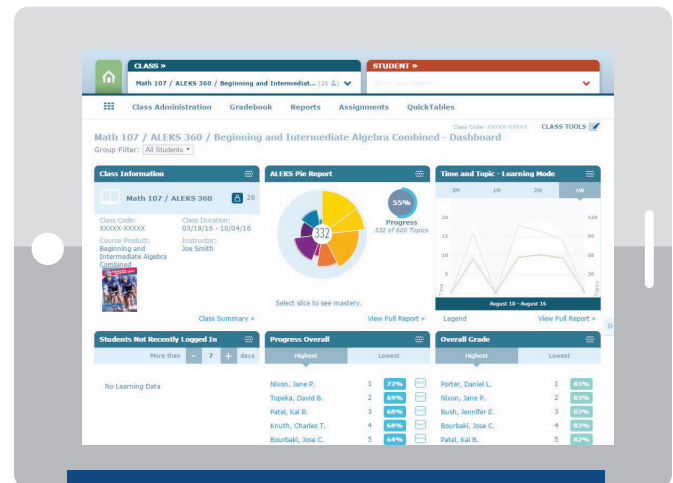 CLASS »
STUDENT »
Math 107 / ALEKS 360 / Beginning and Intermediat... (26)
Class Administration
Gradebook
Reports
Assignments
QuickTables
Class Code: XXXXX-XXXXX
CLASS TOOLS
Math 107 / ALEKS 360 / Beginning and Intermediate Algebra Combined - Dashboard
Group Filter: All Students
Class Information
Math 107 / ALEKS 360
26
Class Code:
XXXXX-XXXXX
Class Duration:
03/18/16 - 10/04/16
Course Product:
Beginning and
Intermediate Algebra
Combined
Instructor:
Joe Smith
Class Summary »
ALEKS Pie Report
332
55%
Progress
332 of 600 Topics
Select slice to see mastery.
View Full Report »
Time and Topic - Learning Mode
3M 1M 2W 1W
20 120
15 90
10 60
5 30
Time
Topics
August 10 - August 16
Legend
View Full Report »
Students Not Recently Logged In
More than - 7 + days
No Learning Data
Progress Overall
Highest
Lowest
Nixon, Jane P. 1 72%
Topeka, David B. 2 69%
Patel, Kai B. 3 68%
Knuth, Charles T. 4 68%
Bourbaki, Jose C. 5 64%
Overall Grade
Highest
Lowest
Porter, Daniel L. 1 83%
Nixon, Jane P. 2 83%
Bush, Jennifer E. 3 83%
Bourbaki, Jose C. 4 83%
Patel, Kai B. 5 82%